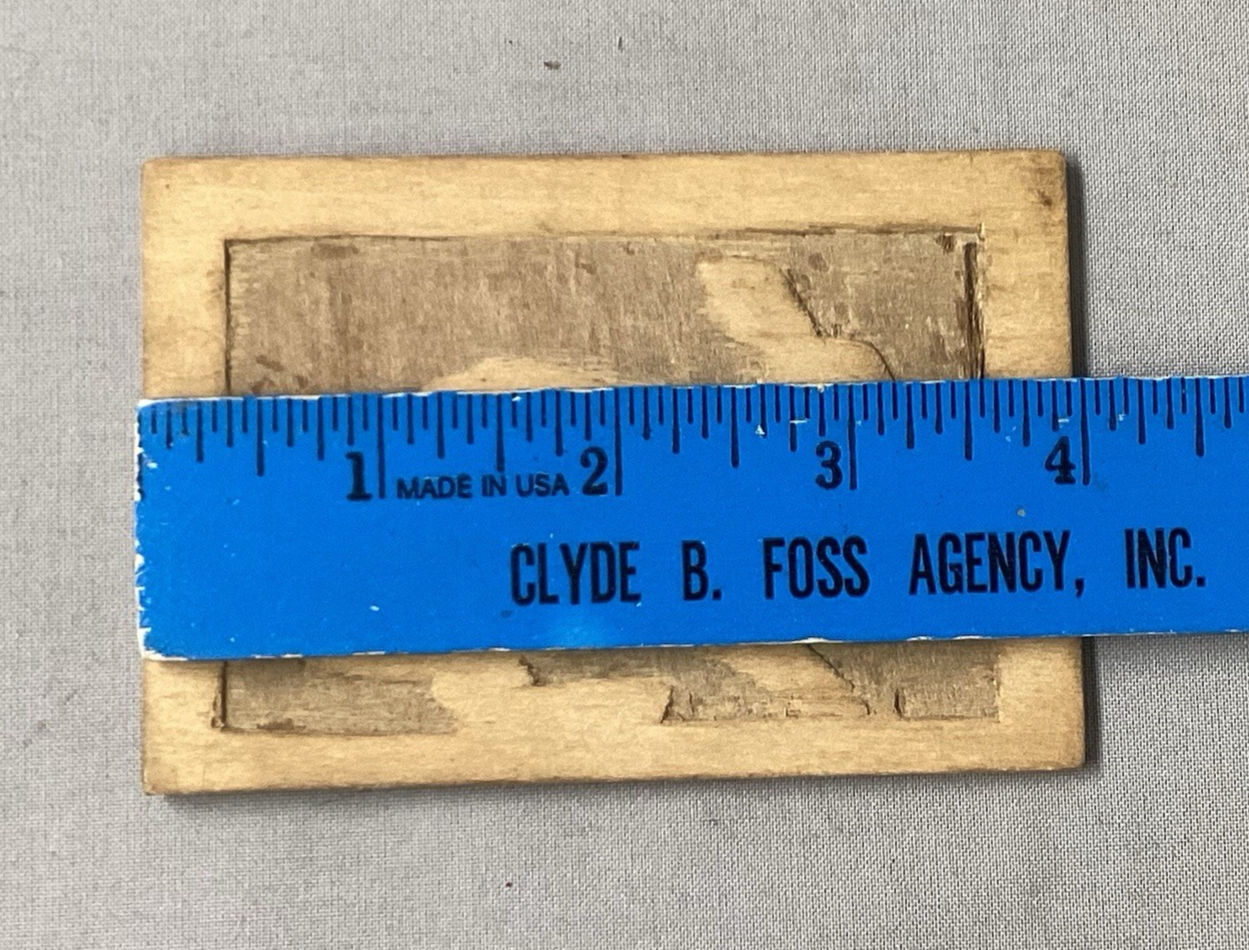 1 MADE IN USA 2 3 4
CLYDE B. FOSS AGENCY, INC.